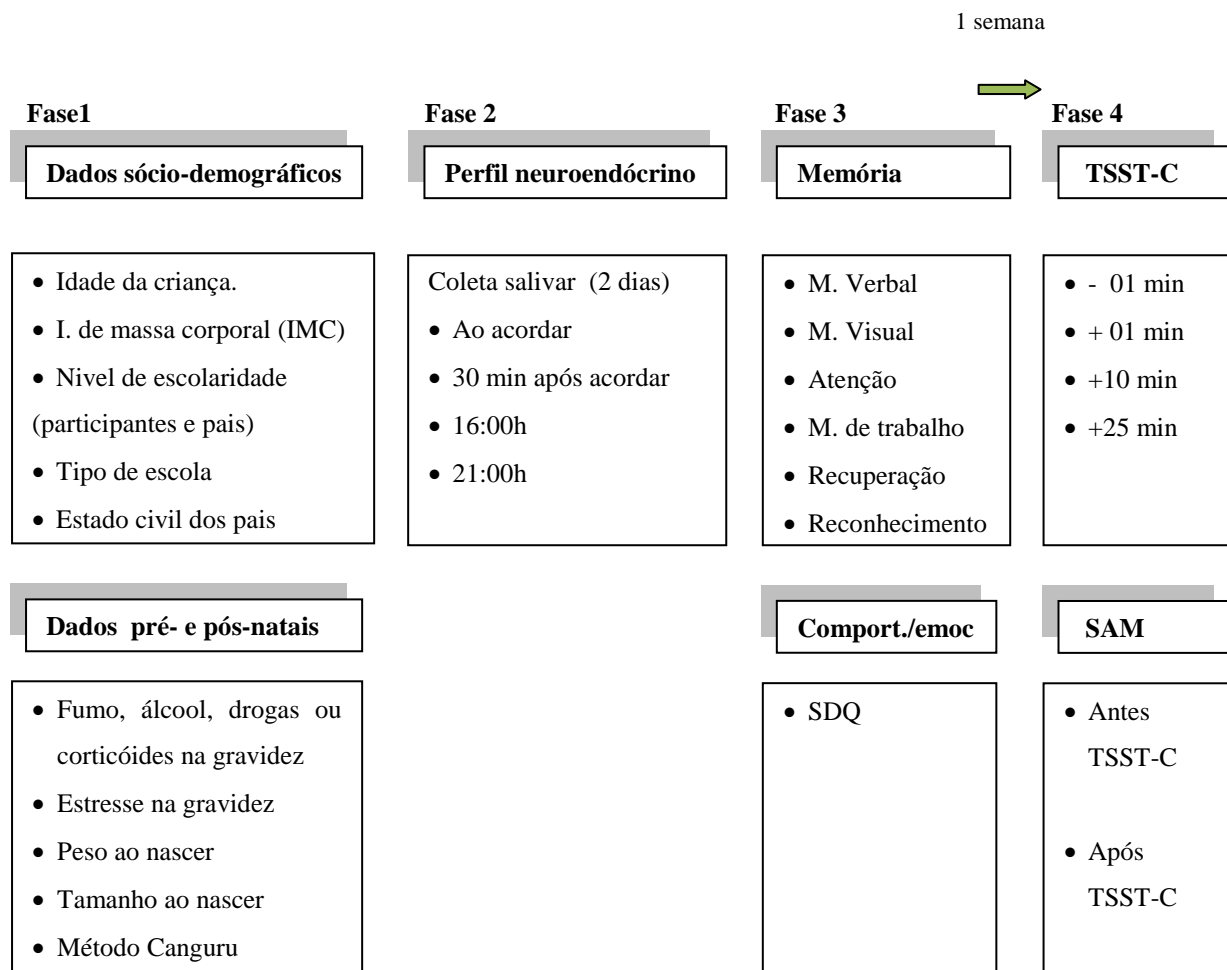 1 semana
Fase1
Fase 2
Fase 3
Fase 4
Dados sócio-demográficos
Perfil neuroendócrino
Memória
TSST-C
• Idade da criança.
• I. de massa corporal (IMC)
• Nivel de escolaridade
(participantes e pais)
• Tipo de escola
• Estado civil dos pais
Coleta salivar (2 dias)
• Ao acordar
• 30 min após acordar
• 16:00h
• 21:00h
• M. Verbal
• M. Visual
• Atenção
• M. de trabalho
• Recuperação
• Reconhecimento
• - 01 min
• + 01 min
• +10 min
• +25 min
Dados pré- e pós-natais
Comport./emoc
SAM
• Fumo, álcool, drogas ou
corticóides na gravidez
• Estresse na gravidez
• Peso ao nascer
• Tamanho ao nascer
• Método Canguru
• SDQ
• Antes
TSST-C
• Após
TSST-C